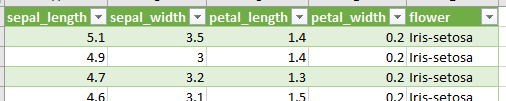 sepal_length sepal_width petal_length petal_width flower
5.1 3.5 1.4 0.2 Iris-setosa
4.9 3 1.4 0.2 Iris-setosa
4.7 3.2 1.3 0.2 Iris-setosa
4.6 3.1 1.5 0.2 Iris-setosa